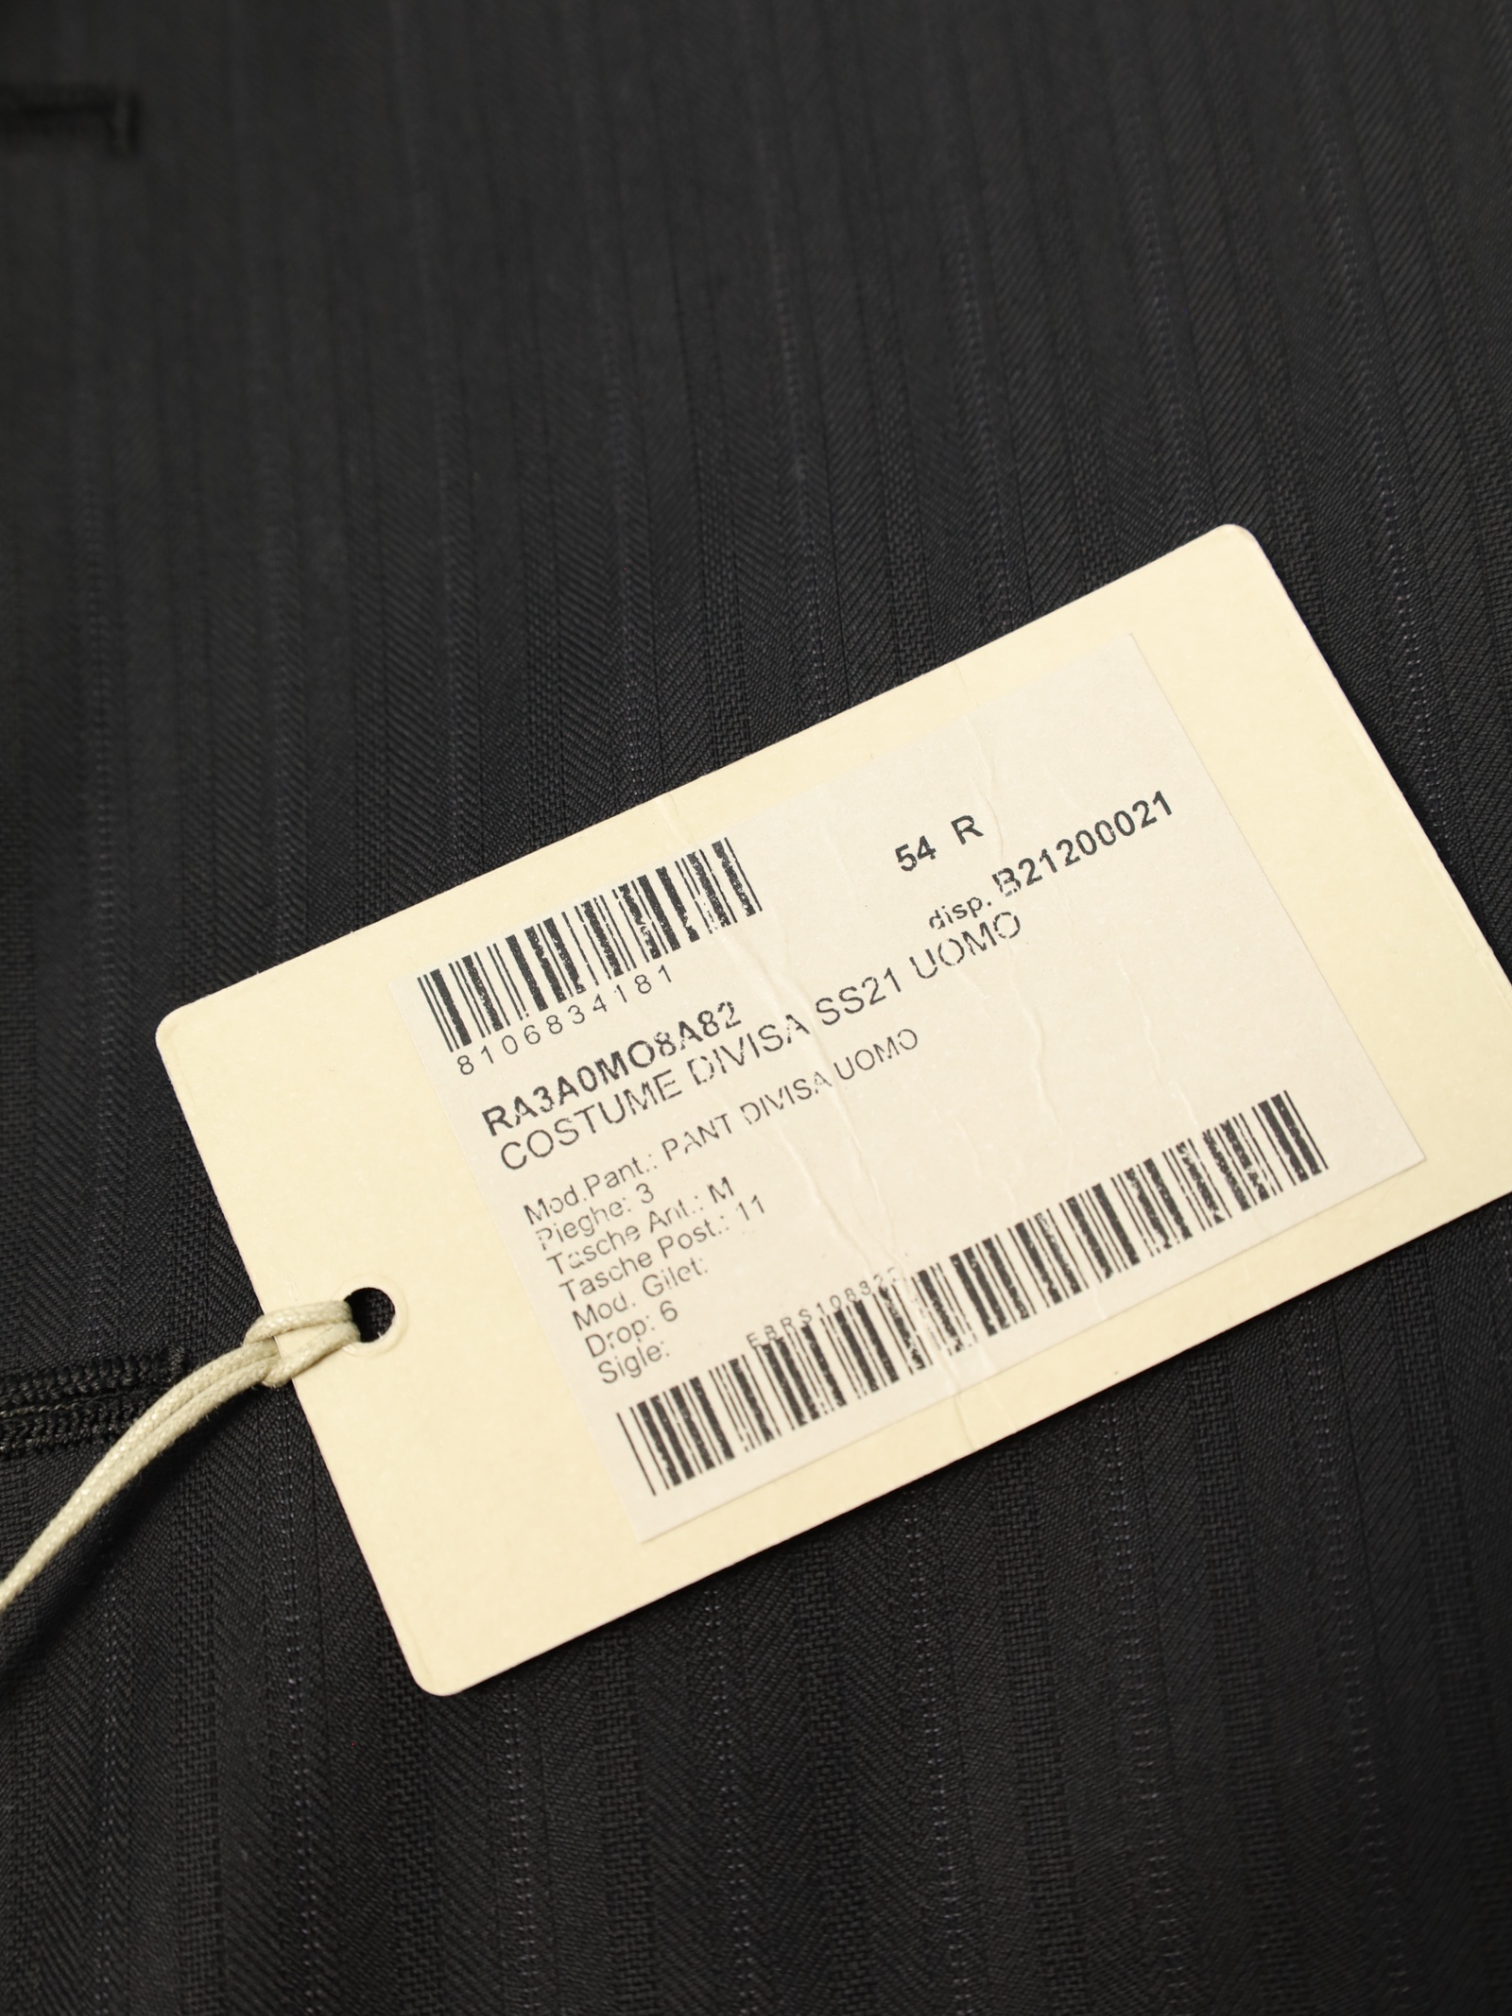 54 R
disp. B21200021
8106834181
RA3A0MO8A82
COSTUME DIVISA SS21 UOMO
Mod.Pant.: PANT DIVISA UOMO
Pieghe: 3
Tasche Ant.: M
Tasche Post.: 11
Mod. Gilet:
Drop: 6
Sigle: